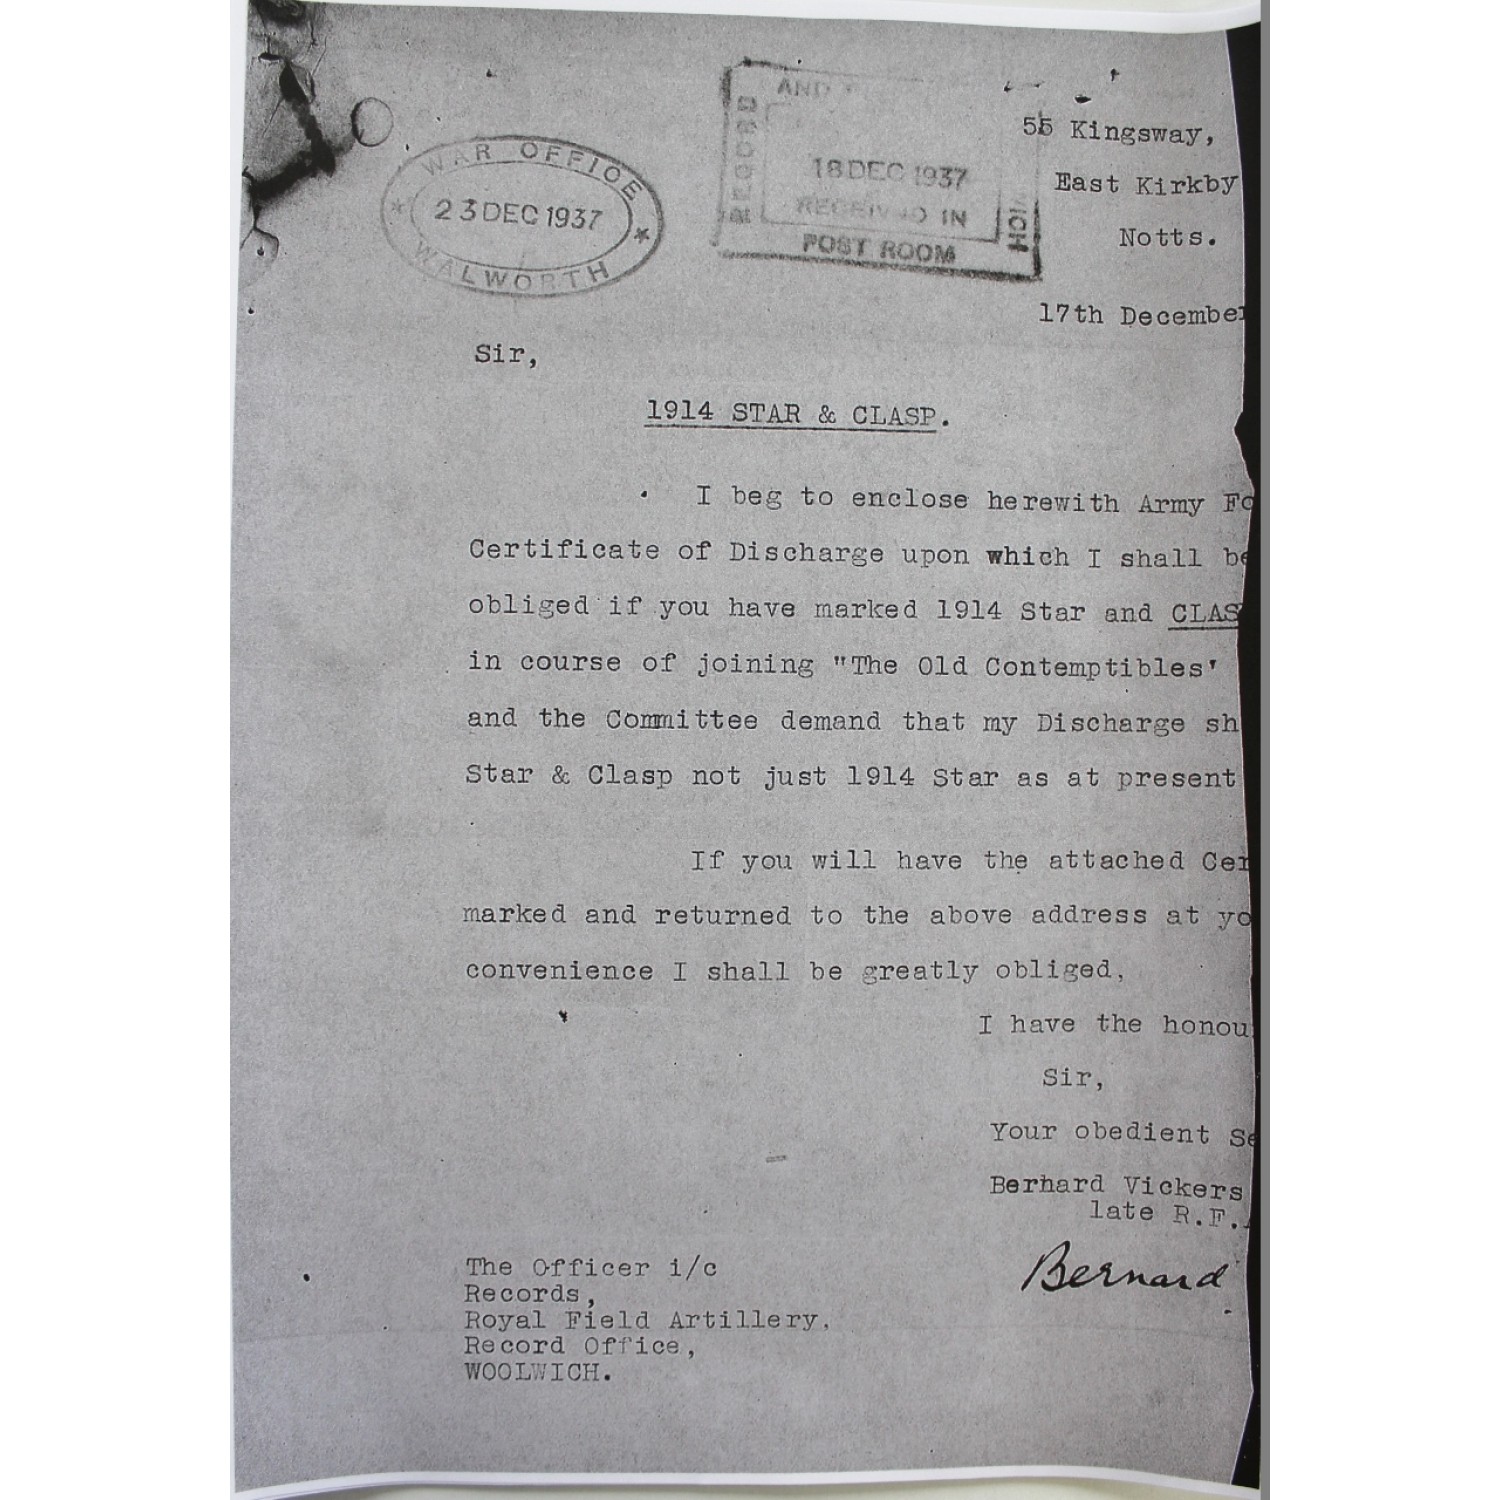 WAR OFFICE
23 DEC 1937
WALWORTH
AND
RECORD
18 DEC 1937
RECEIVED IN
POST ROOM
55 Kingsway,
East Kirkby
Notts.
17th December
Sir,
1914 STAR & CLASP.
I beg to enclose herewith Army Fo
Certificate of Discharge upon which I shall be
obliged if you have marked 1914 Star and CLAS
in course of joining "The Old Contemptibles'
and the Committee demand that my Discharge sh
Star & Clasp not just 1914 Star as at present
If you will have the attached Cer
marked and returned to the above address at yo
convenience I shall be greatly obliged,
I have the honou
Sir,
Your obedient Se
Berhard Vickers
late R.F.
Bernard
The Officer i/c
Records,
Royal Field Artillery,
Record Office,
WOOLWICH.